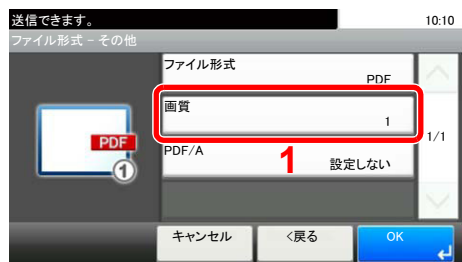 送信できます。
10:10
ファイル形式 - その他
ファイル形式
PDF
画質
1
1/1
PDF
1
PDF/A
1
設定しない
キャンセル
<戻る
OK